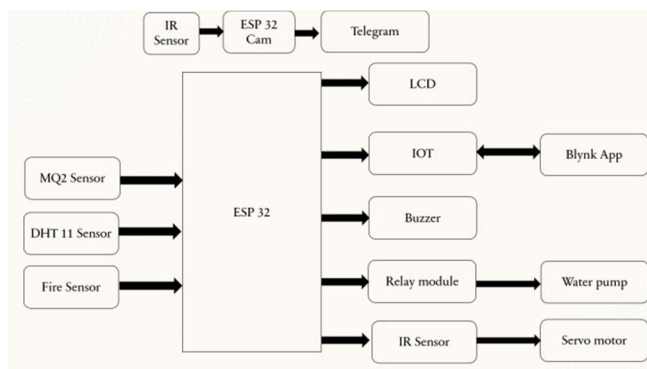 IR
Sensor
ESP 32
Cam
Telegram
LCD
IOT
Blynk App
MQ2 Sensor
ESP 32
Buzzer
DHT 11 Sensor
Fire Sensor
Relay module
Water pump
IR Sensor
Servo motor